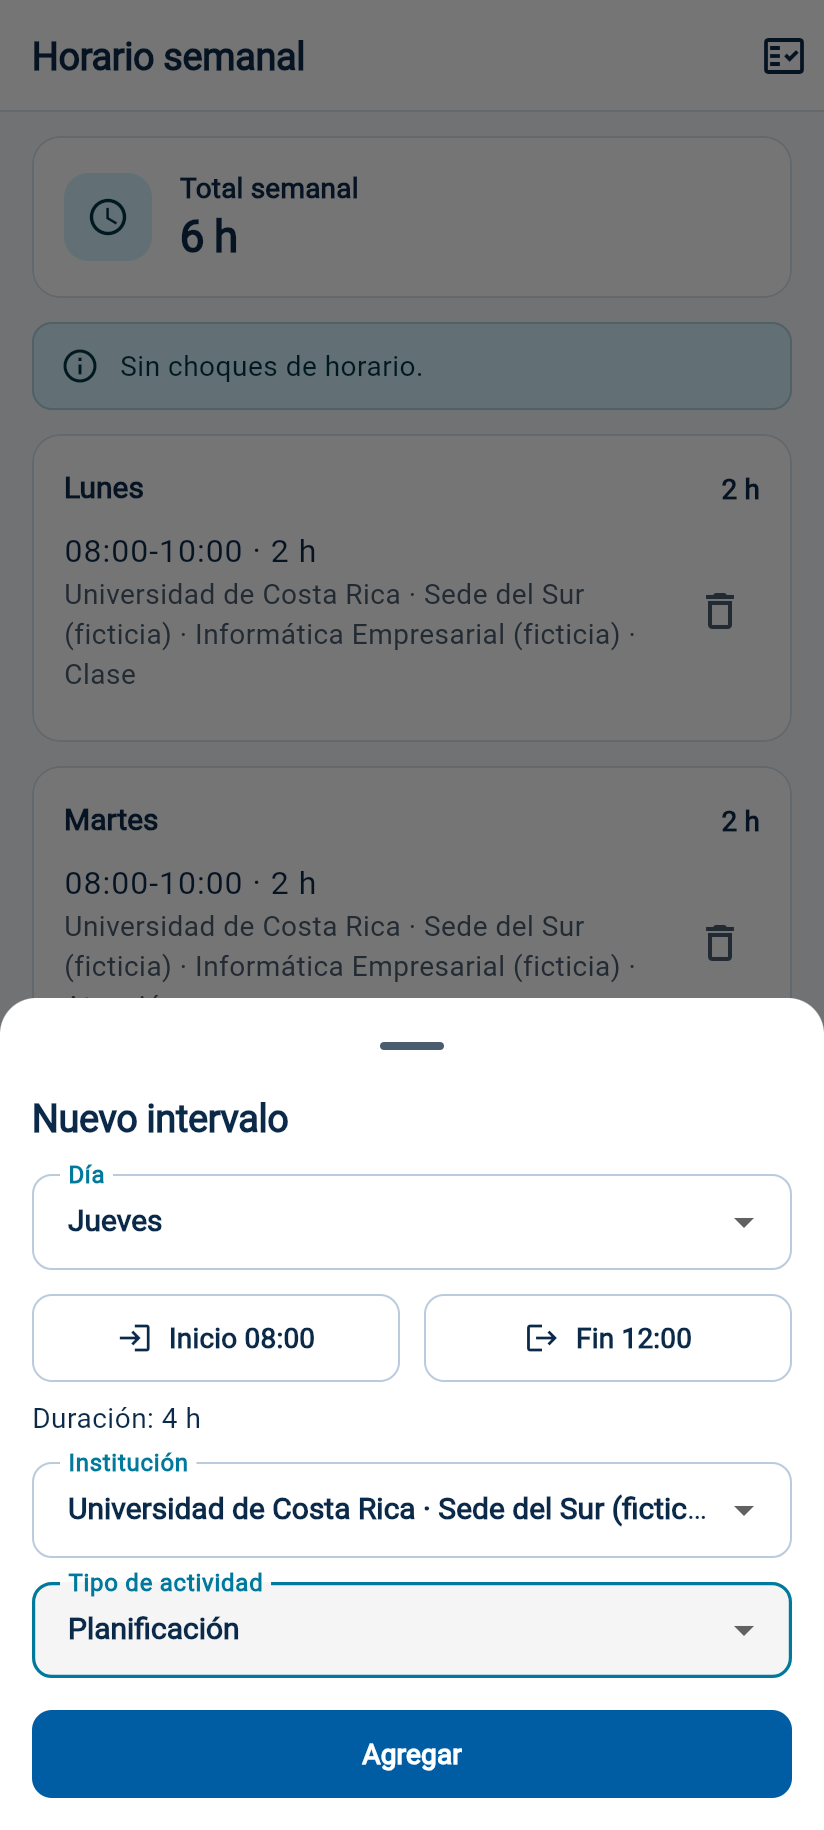 Horario semanal
Total semanal
6 h
Sin choques de horario.
Lunes
2 h
08:00-10:00 · 2 h
Universidad de Costa Rica · Sede del Sur
(ficticia) · Informática Empresarial (ficticia) ·
Clase
Martes
2 h
08:00-10:00 · 2 h
Universidad de Costa Rica · Sede del Sur
(ficticia) · Informática Empresarial (ficticia) ·
Nuevo intervalo
Día
Jueves
Inicio 08:00
Fin 12:00
Duración: 4 h
Institución
Universidad de Costa Rica · Sede del Sur (fictic...
Tipo de actividad
Planificación
Agregar